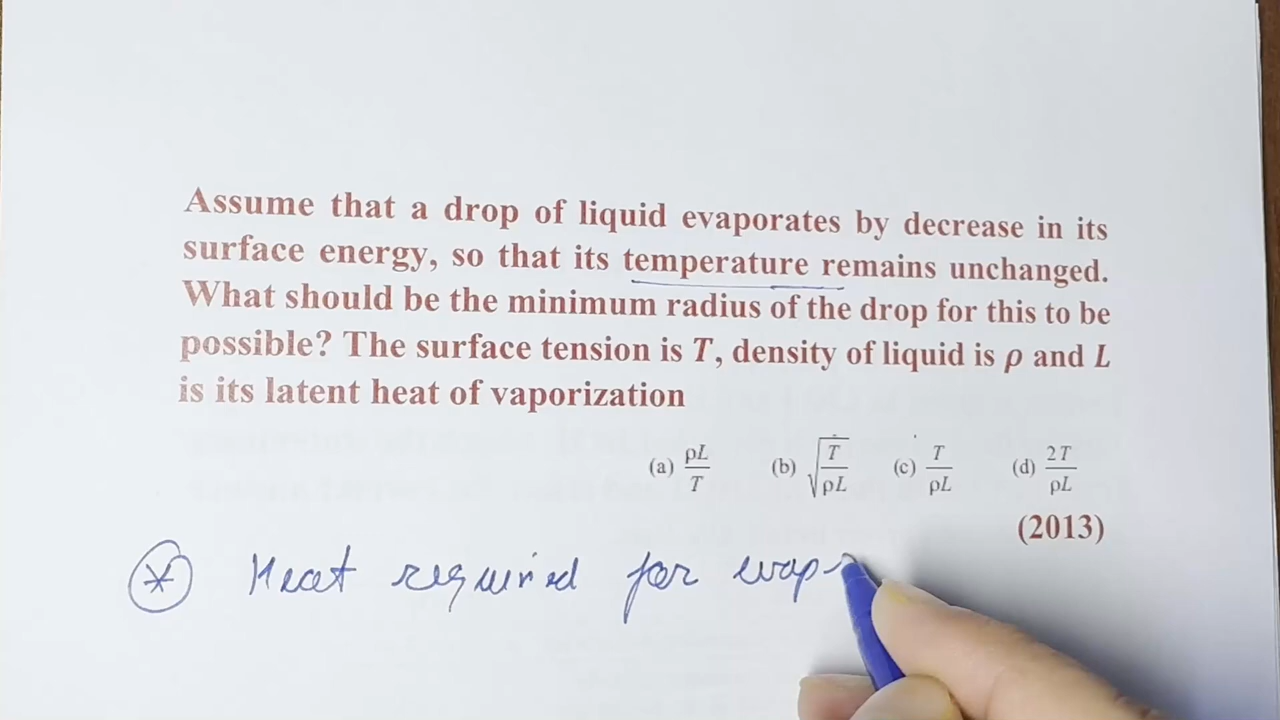 Assume that a drop of liquid evaporates by decrease in its
surface energy, so that its temperature remains unchanged.
What should be the minimum radius of the drop for this to be
possible? The surface tension is T, density of liquid is ρ and L
is its latent heat of vaporization
(a) ρL/T (b) √(T/ρL) (c) T/ρL (d) 2T/ρL
(2013)
* Heat required for evap